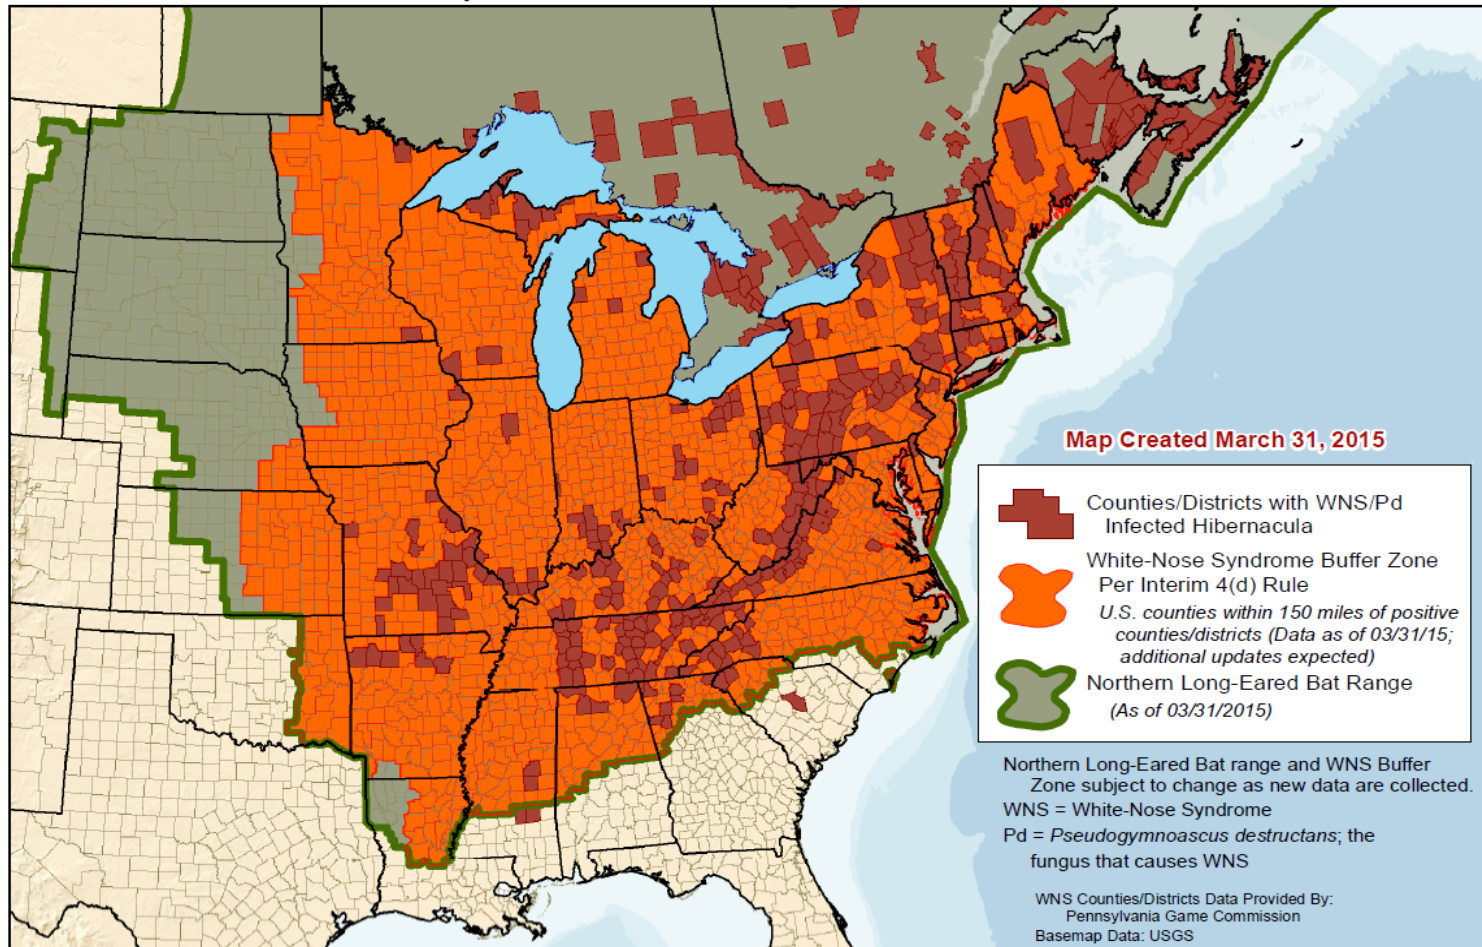 Map Created March 31, 2015
Counties/Districts with WNS/Pd
Infected Hibernacula
White-Nose Syndrome Buffer Zone
Per Interim 4(d) Rule
U.S. counties within 150 miles of positive
counties/districts (Data as of 03/31/15;
additional updates expected)
Northern Long-Eared Bat Range
(As of 03/31/2015)
Northern Long-Eared Bat range and WNS Buffer
Zone subject to change as new data are collected.
WNS = White-Nose Syndrome
Pd = Pseudogymnoascus destructans; the
fungus that causes WNS
WNS Counties/Districts Data Provided By:
Pennsylvania Game Commission
Basemap Data: USGS